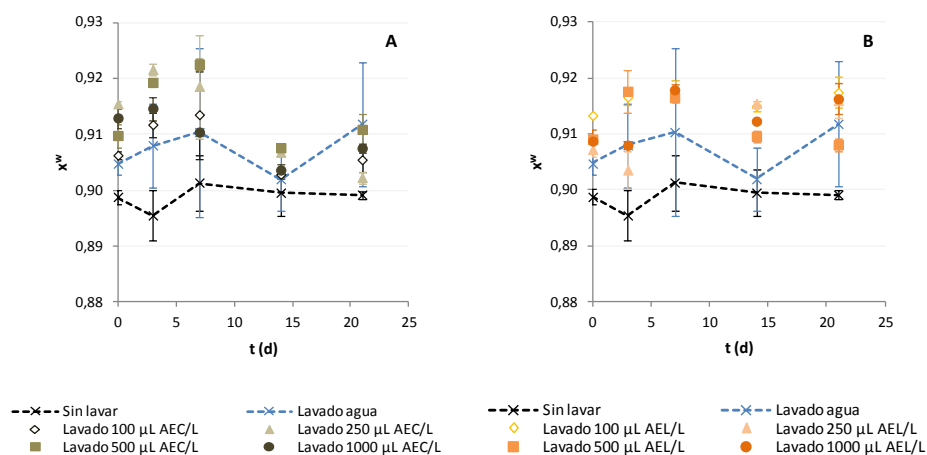 A
0,93
0,92
0,91
0,90
0,89
0,88
x^w
0 5 10 15 20 25
t (d)
Sin lavar Lavado agua
Lavado 100 µL AEC/L Lavado 250 µL AEC/L
Lavado 500 µL AEC/L Lavado 1000 µL AEC/L
B
0,93
0,92
0,91
0,90
0,89
0,88
x^w
0 5 10 15 20 25
t (d)
Sin lavar Lavado agua
Lavado 100 µL AEL/L Lavado 250 µL AEL/L
Lavado 500 µL AEL/L Lavado 1000 µL AEL/L